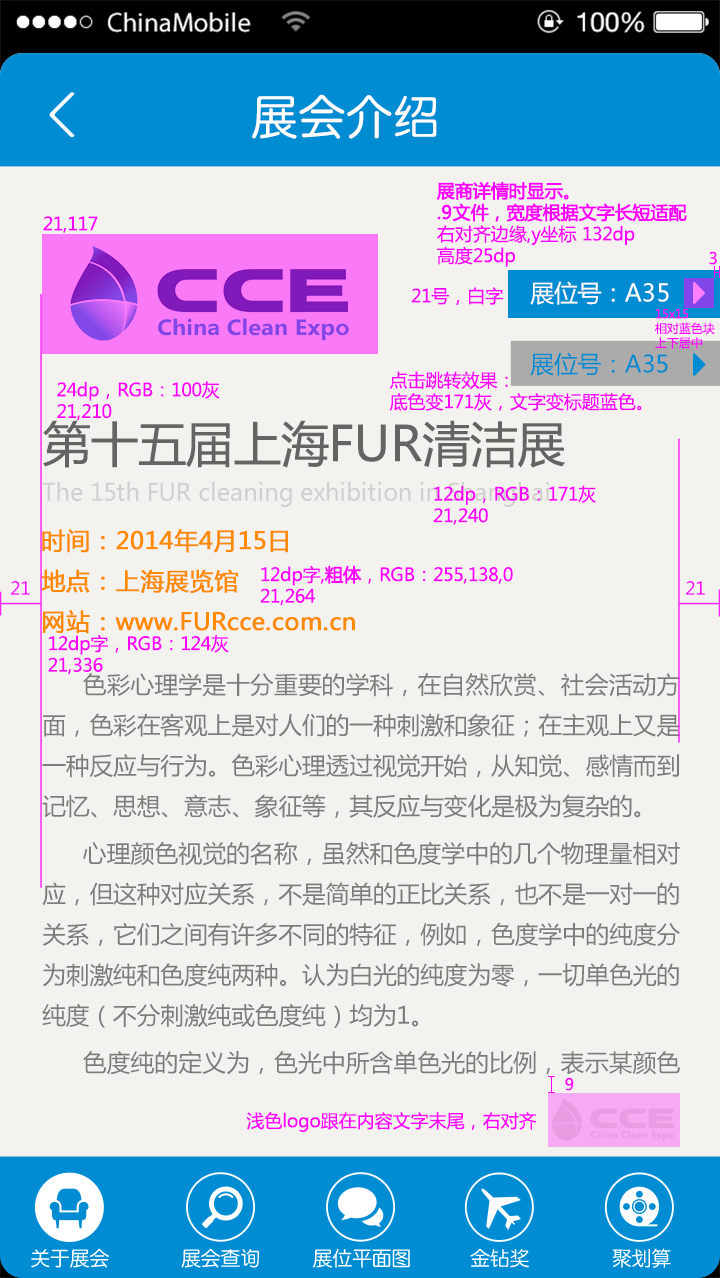 ChinaMobile 100%
展会介绍
展商详情时显示。
.9文件，宽度根据文字长短适配
右对齐边缘,y坐标 132dp
高度25dp
21,117
3
CCE
China Clean Expo
21号，白字
展位号：A35
15x15
相对蓝色块
上下居中
展位号：A35
点击跳转效果：
底色变171灰，文字变标题蓝色。
24dp，RGB：100灰
21,210
第十五届上海FUR清洁展
The 15th FUR cleaning exhibition in Shanghai
12dp，RGB：171灰
21,240
时间：2014年4月15日
地点：上海展览馆
12dp字,粗体，RGB：255,138,0
21,264
21
21
网站：www.FURcce.com.cn
12dp字，RGB：124灰
21,336
色彩心理学是十分重要的学科，在自然欣赏、社会活动方
面，色彩在客观上是对人们的一种刺激和象征；在主观上又是
一种反应与行为。色彩心理透过视觉开始，从知觉、感情而到
记忆、思想、意志、象征等，其反应与变化是极为复杂的。
心理颜色视觉的名称，虽然和色度学中的几个物理量相对
应，但这种对应关系，不是简单的正比关系，也不是一对一的
关系，它们之间有许多不同的特征，例如，色度学中的纯度分
为刺激纯和色度纯两种。认为白光的纯度为零，一切单色光的
纯度（不分刺激纯或色度纯）均为1。
色度纯的定义为，色光中所含单色光的比例，表示某颜色
9
浅色logo跟在内容文字末尾，右对齐
CCE
China Clean Expo
关于展会 展会查询 展位平面图 金钻奖 聚划算